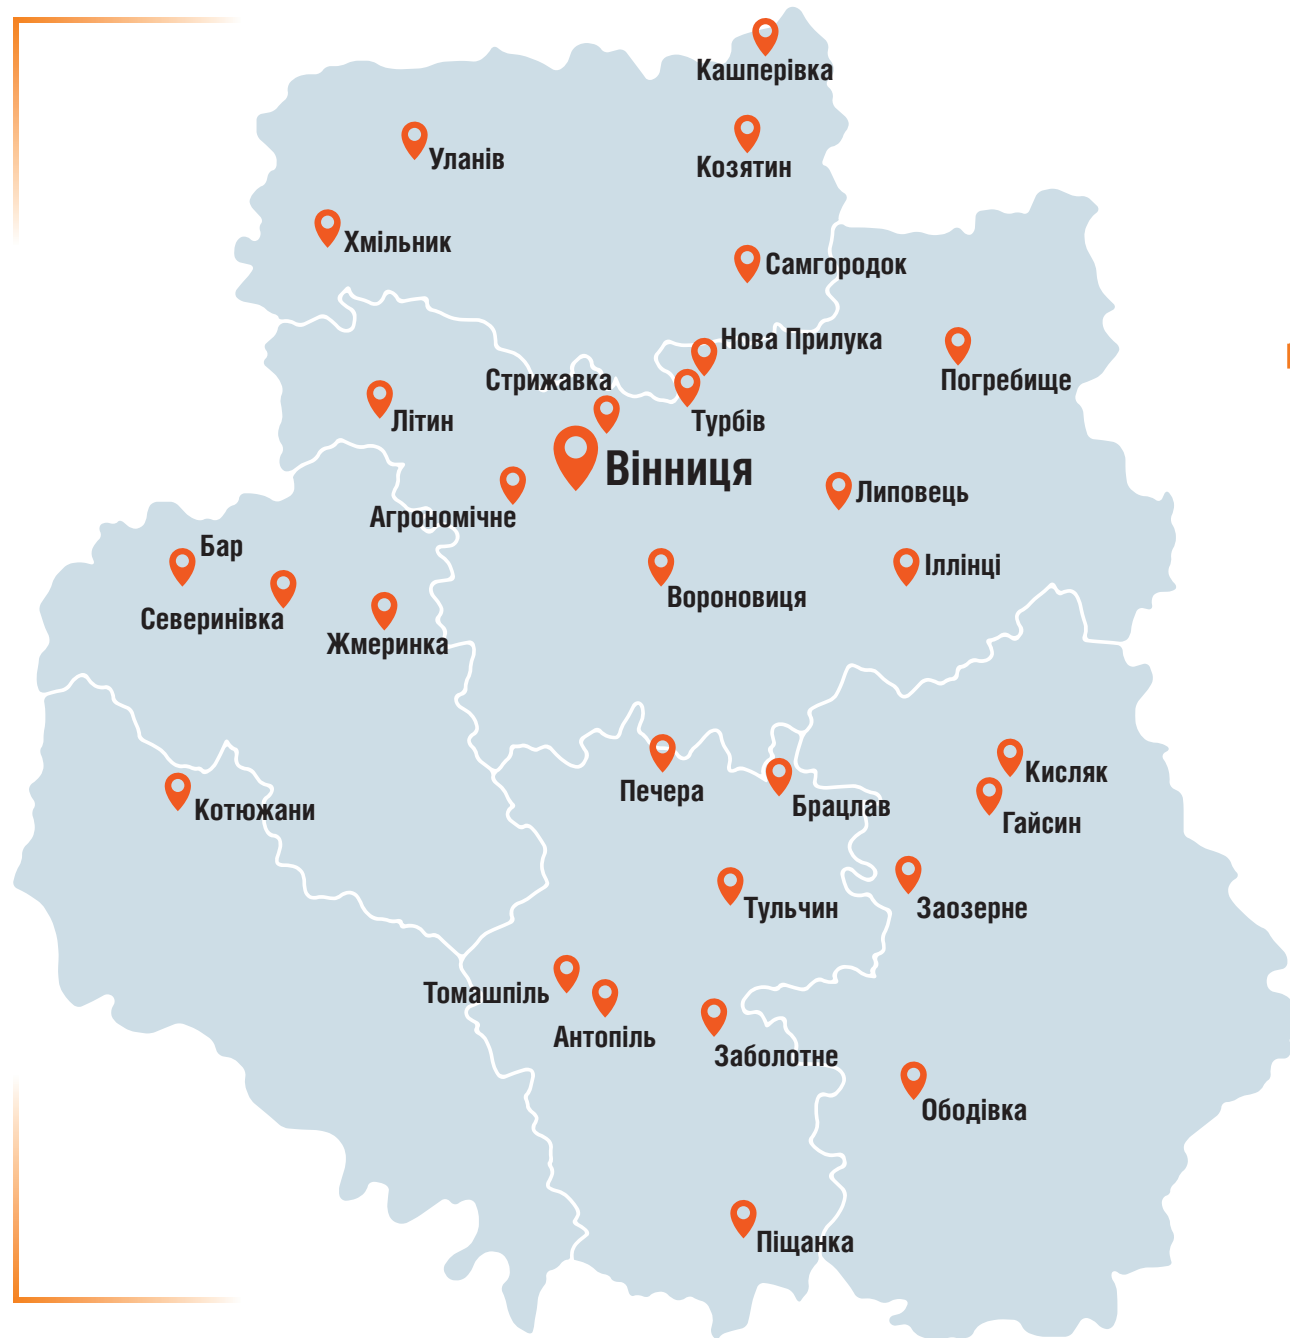 Кашперівка
Уланів
Козятин
Хмільник
Самгородок
Нова Прилука
Стрижавка
Погребище
Літин
Турбів
Вінниця
Липовець
Агрономічне
Бар
Іллінці
Вороновиця
Северинівка
Жмеринка
Кисляк
Печера
Брацлав
Котюжани
Гайсин
Тульчин
Заозерне
Томашпіль
Антопіль
Заболотне
Ободівка
Піщанка